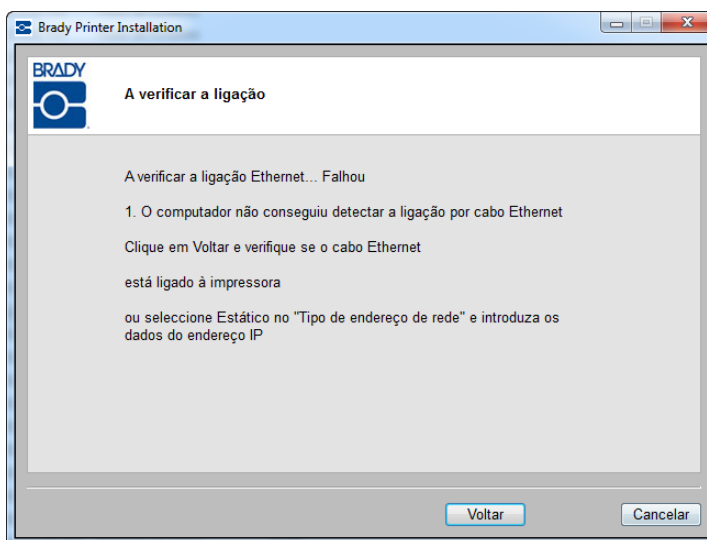 Brady Printer Installation
BRADY
A verificar a ligação
A verificar a ligação Ethernet... Falhou
1. O computador não conseguiu detectar a ligação por cabo Ethernet
Clique em Voltar e verifique se o cabo Ethernet
está ligado à impressora
ou seleccione Estático no "Tipo de endereço de rede" e introduza os
dados do endereço IP
Voltar
Cancelar